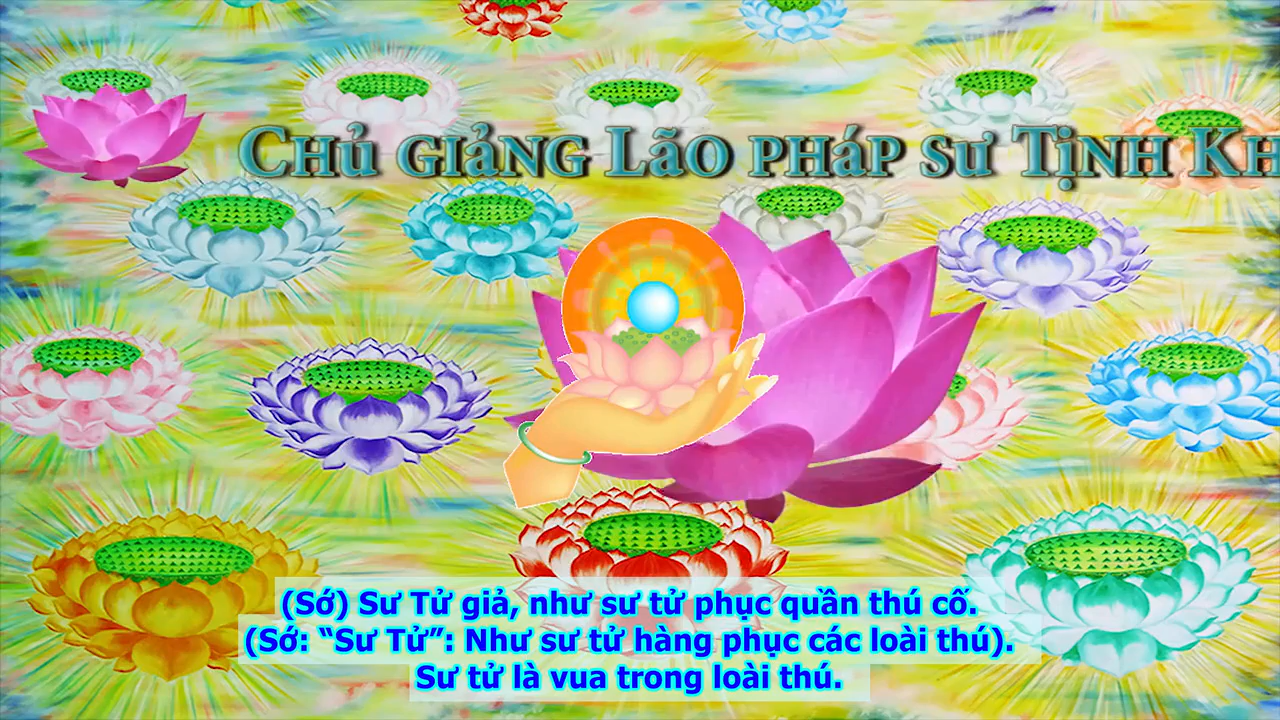 Chủ giảng Lão pháp sư Tịnh Kh
(Sớ) Sư Tử giả, như sư tử phục quần thú cố.
(Sớ: “Sư Tử”: Như sư tử hàng phục các loài thú).
Sư tử là vua trong loài thú.